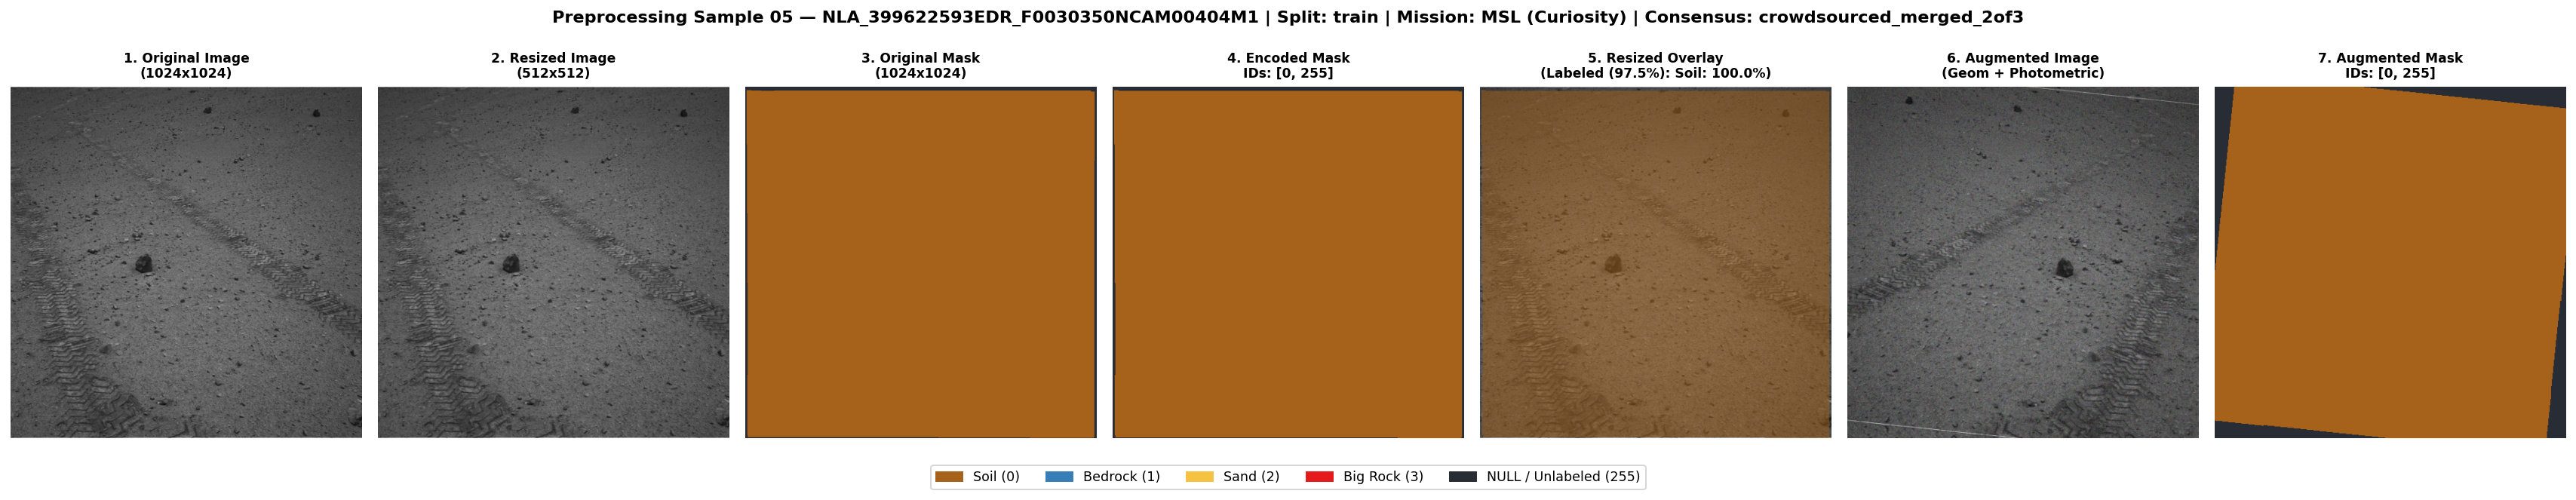 Preprocessing Sample 05 — NLA_399622593EDR_F0030350NCAM00404M1 | Split: train | Mission: MSL (Curiosity) | Consensus: crowdsourced_merged_2of3
1. Original Image
(1024x1024)
2. Resized Image
(512x512)
3. Original Mask
(1024x1024)
4. Encoded Mask
IDs: [0, 255]
5. Resized Overlay
(Labeled (97.5%): Soil: 100.0%)
6. Augmented Image
(Geom + Photometric)
7. Augmented Mask
IDs: [0, 255]
Soil (0)
Bedrock (1)
Sand (2)
Big Rock (3)
NULL / Unlabeled (255)